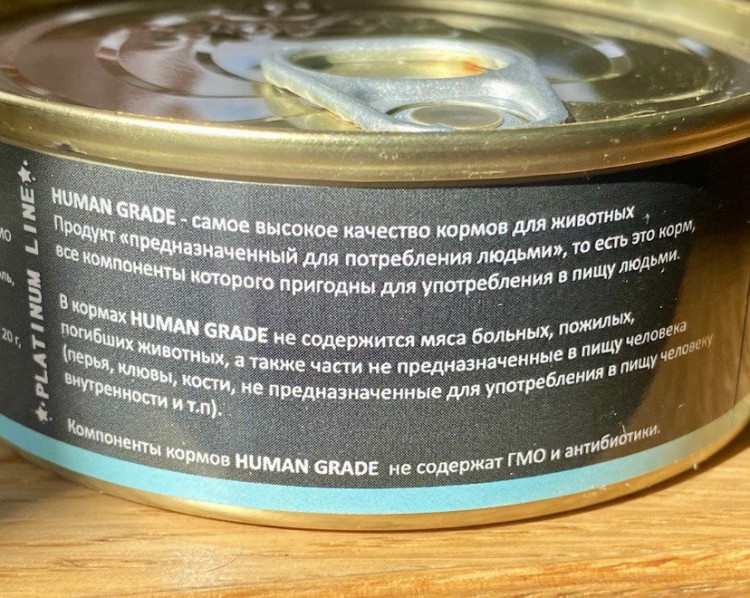 PLATINUM LINE
HUMAN GRADE - самое высокое качество кормов для животных
Продукт «предназначенный для потребления людьми», то есть это корм,
все компоненты которого пригодны для употребления в пищу людьми.
В кормах HUMAN GRADE не содержится мяса больных, пожилых,
погибших животных, а также части не предназначенные в пищу человека
(перья, клювы, кости, не предназначенные для употребления в пищу человеку
внутренности и т.п).
Компоненты кормов HUMAN GRADE не содержат ГМО и антибиотики.
20 г,